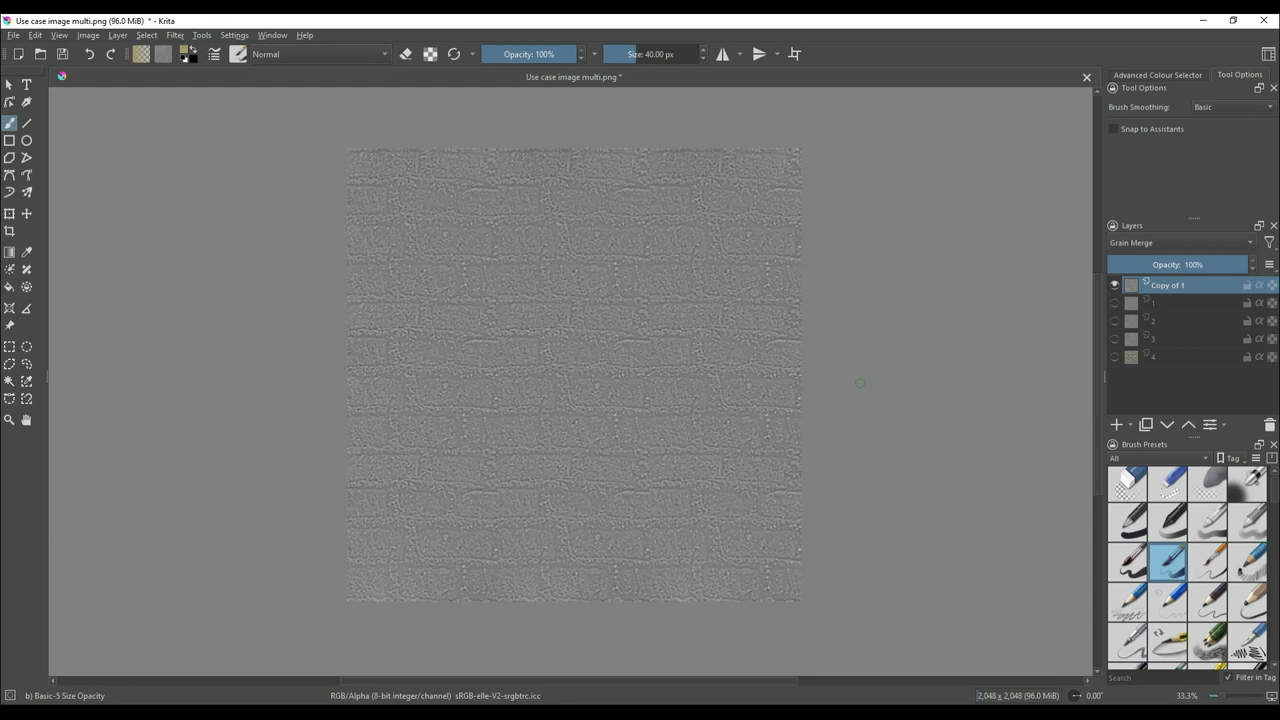 Use case image multi.png (96.0 MiB) * - Krita
File Edit View Image Layer Select Filter Tools Settings Window Help
Normal Opacity: 100% Size: 40.00 px
Use case image multi.png *
Advanced Colour Selector Tool Options
Tool Options
Brush Smoothing: Basic
Snap to Assistants
Layers
Grain Merge
Opacity: 100%
Copy of 1
1
2
3
4
Brush Presets
All Tag
Search Filter in Tag
b) Basic-5 Size Opacity RGB/Alpha (8-bit integer/channel) sRGB-elle-V2-srgbtrc.icc 2,048 x 2,048 (96.0 MiB) 0.00° 33.3%